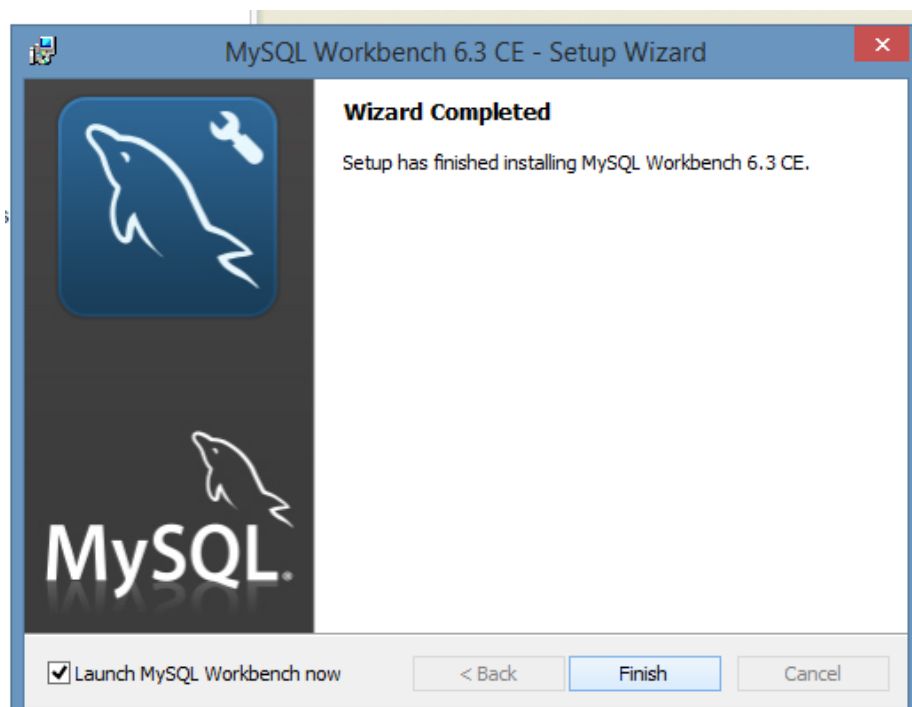 MySQL Workbench 6.3 CE - Setup Wizard
Wizard Completed
Setup has finished installing MySQL Workbench 6.3 CE.
MySQL®
Launch MySQL Workbench now
< Back
Finish
Cancel